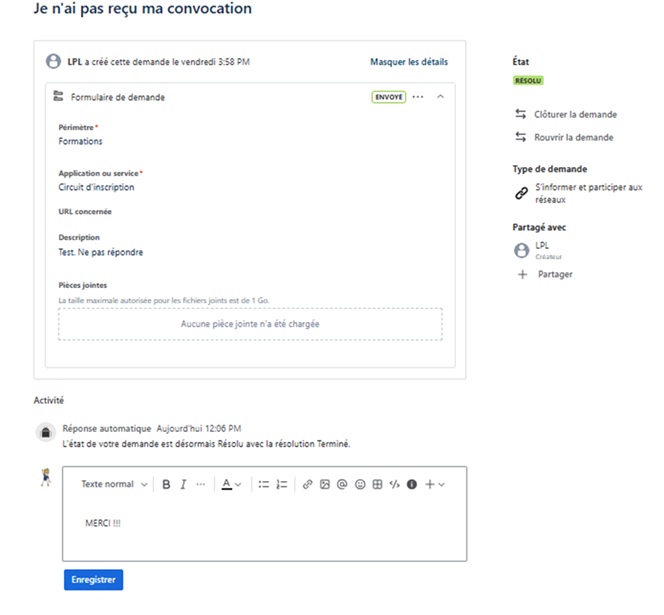 Je n'ai pas reçu ma convocation
LPL a créé cette demande le vendredi 3:58 PM
Masquer les détails
Formulaire de demande
ENVOYÉ
Périmètre*
Formations
Application ou service*
Circuit d'inscription
URL concernée
Description
Test. Ne pas répondre
Pièces jointes
La taille maximale autorisée pour les fichiers joints est de 1 Go.
Aucune pièce jointe n'a été chargée
État
RÉSOLU
Clôturer la demande
Rouvrir la demande
Type de demande
S'informer et participer aux
réseaux
Partagé avec
LPL
Créateur
Partager
Activité
Réponse automatique Aujourd'hui 12:06 PM
L'état de votre demande est désormais Résolu avec la résolution Terminé.
Texte normal B I ... A
MERCI !!!
Enregistrer